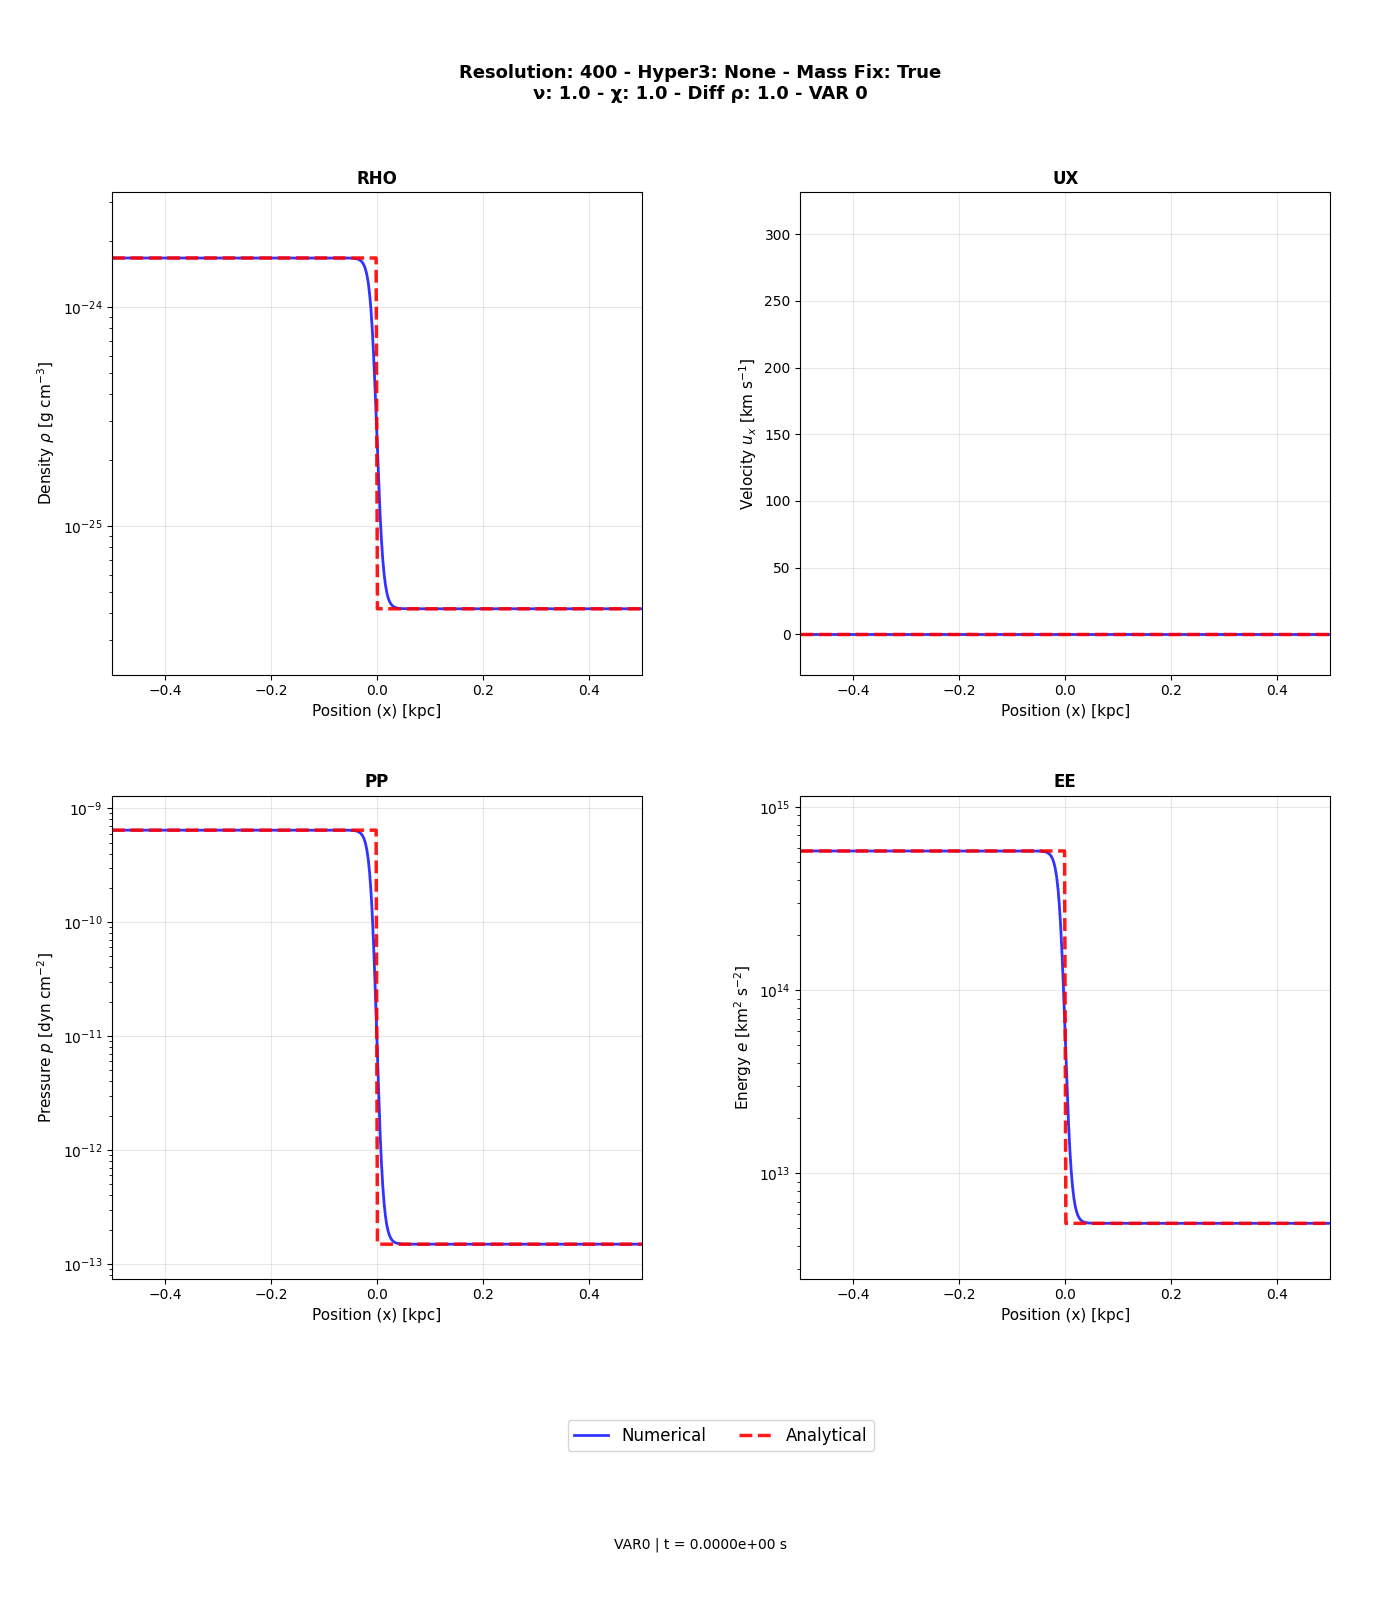 Resolution: 400 - Hyper3: None - Mass Fix: True
ν: 1.0 - χ: 1.0 - Diff ρ: 1.0 - VAR 0
RHO
Density ρ [g cm⁻³]
10⁻²⁴
10⁻²⁵
−0.4 −0.2 0.0 0.2 0.4
Position (x) [kpc]
UX
Velocity uₓ [km s⁻¹]
300
250
200
150
100
50
0
−0.4 −0.2 0.0 0.2 0.4
Position (x) [kpc]
PP
Pressure p [dyn cm⁻²]
10⁻⁹
10⁻¹⁰
10⁻¹¹
10⁻¹²
10⁻¹³
−0.4 −0.2 0.0 0.2 0.4
Position (x) [kpc]
EE
Energy e [km² s⁻²]
10¹⁵
10¹⁴
10¹³
−0.4 −0.2 0.0 0.2 0.4
Position (x) [kpc]
Numerical Analytical
VAR0 | t = 0.0000e+00 s